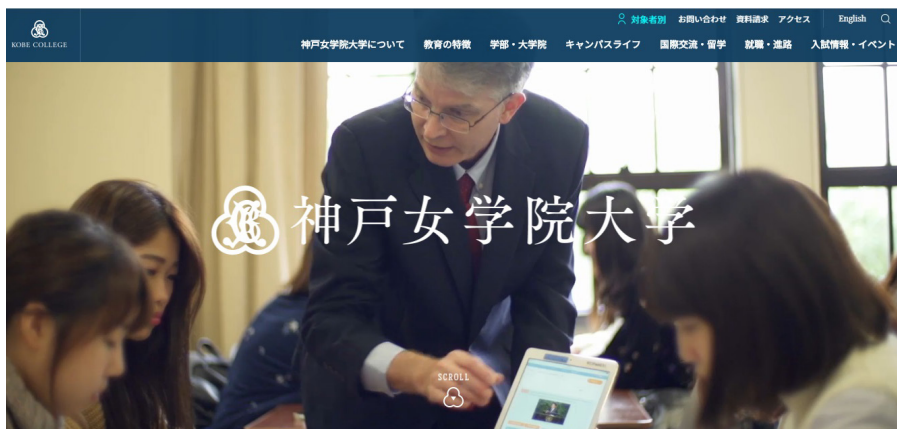 対象者別 お問い合わせ 資料請求 アクセス English
KOBE COLLEGE
神戸女学院大学について 教育の特徴 学部・大学院 キャンパスライフ 国際交流・留学 就職・進路 入試情報・イベント
神戸女学院大学
SCROLL